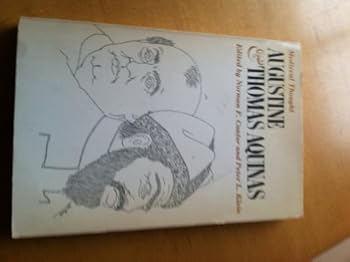 Medieval Thought
AUGUSTINE
& THOMAS AQUINAS
Edited by Norman F. Cantor and Peter L. Klein